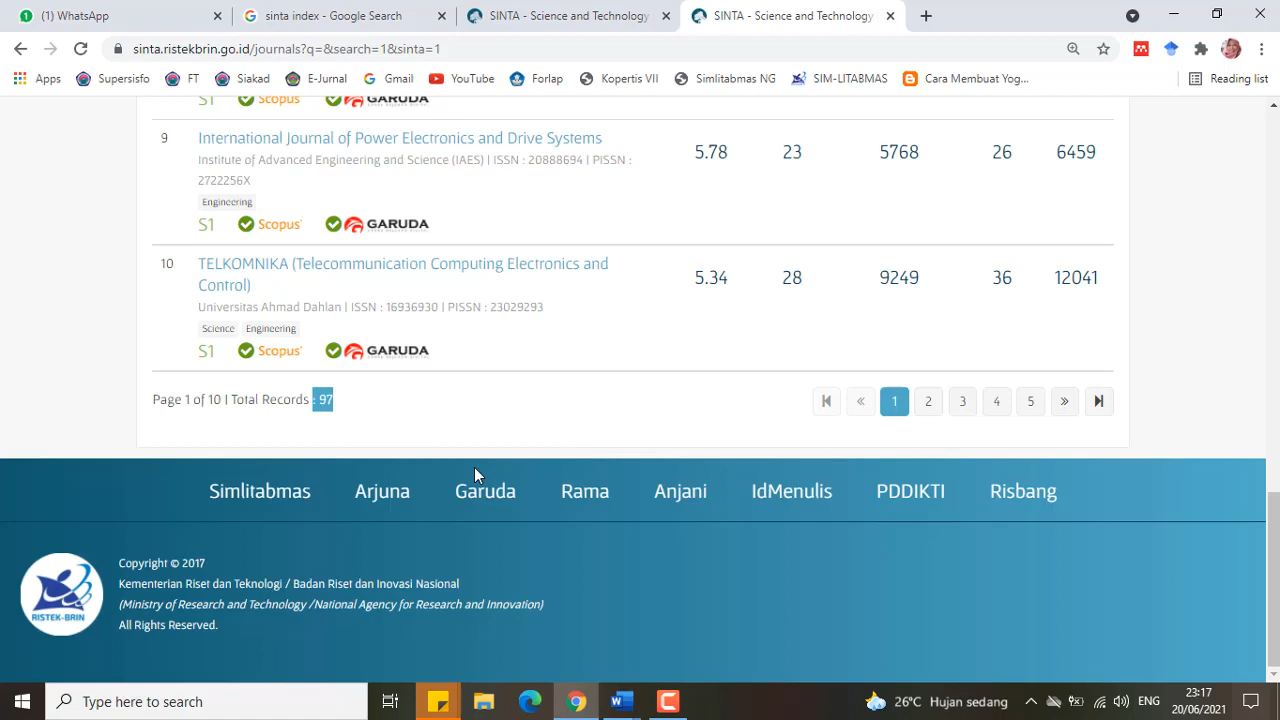 (1) WhatsApp
sinta index - Google Search
SINTA - Science and Technology
SINTA - Science and Technology
sinta.ristekbrin.go.id/journals?q=&search=1&sinta=1
Apps
Supersisfo
FT
Siakad
E-Jurnal
Gmail
YouTube
Forlap
Kopertis VII
Simlitabmas NG
SIM-LITABMAS
Cara Membuat Yog...
Reading list
S1 Scopus GARUDA
9 International Journal of Power Electronics and Drive Systems 5.78 23 5768 26 6459
Institute of Advanced Engineering and Science (IAES) | ISSN : 20888694 | PISSN :
2722256X
Engineering
S1 Scopus GARUDA
10 TELKOMNIKA (Telecommunication Computing Electronics and 5.34 28 9249 36 12041
Control)
Universitas Ahmad Dahlan | ISSN : 16936930 | PISSN : 23029293
Science Engineering
S1 Scopus GARUDA
Page 1 of 10 | Total Records : 97
« 1 2 3 4 5 »
Simlitabmas Arjuna Garuda Rama Anjani IdMenulis PDDIKTI Risbang
RISTEK-BRIN
Copyright © 2017
Kementerian Riset dan Teknologi / Badan Riset dan Inovasi Nasional
(Ministry of Research and Technology /National Agency for Research and Innovation)
All Rights Reserved.
Type here to search
26°C Hujan sedang
ENG
23:17
20/06/2021